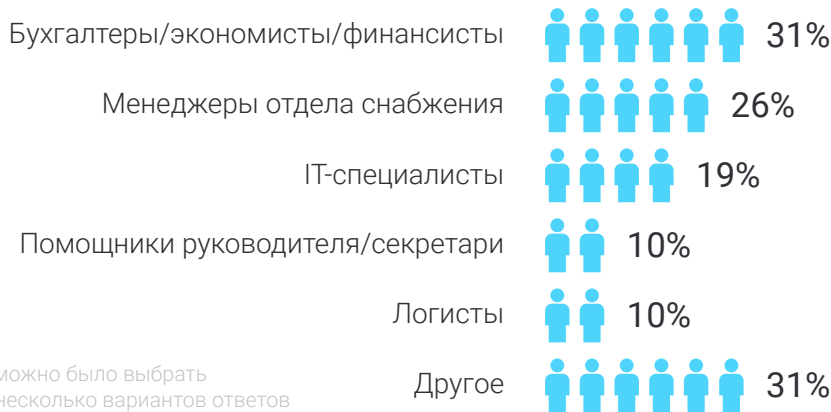 Бухгалтеры/экономисты/финансисты 31%
Менеджеры отдела снабжения 26%
IT-специалисты 19%
Помощники руководителя/секретари 10%
Логисты 10%
Другое 31%
можно было выбрать
несколько вариантов ответов